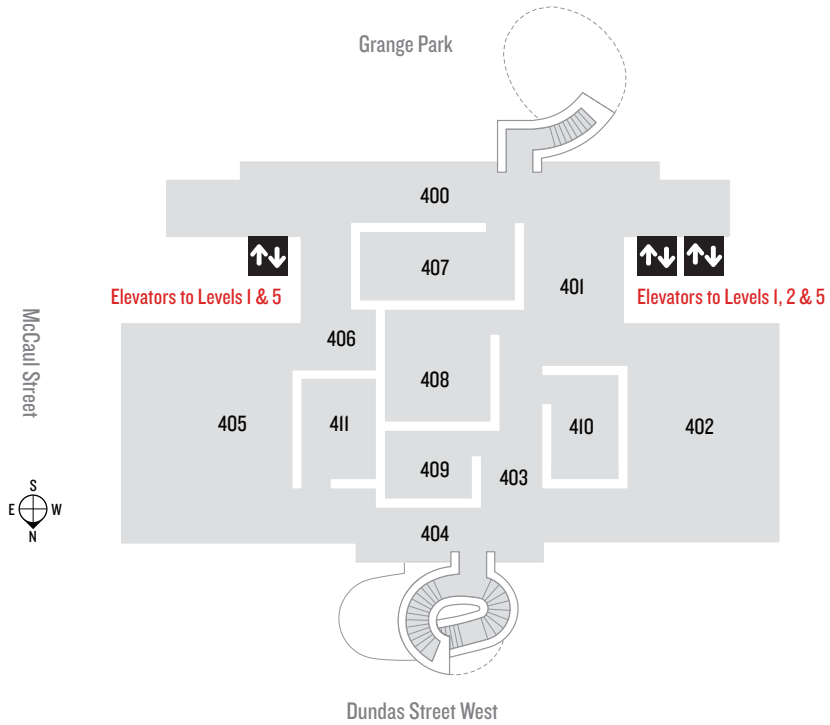 Grange Park
400
407
401
Elevators to Levels 1 & 5
Elevators to Levels 1, 2 & 5
McCaul Street
406
408
405
411
410
402
409
403
S
E W
N
404
Dundas Street West